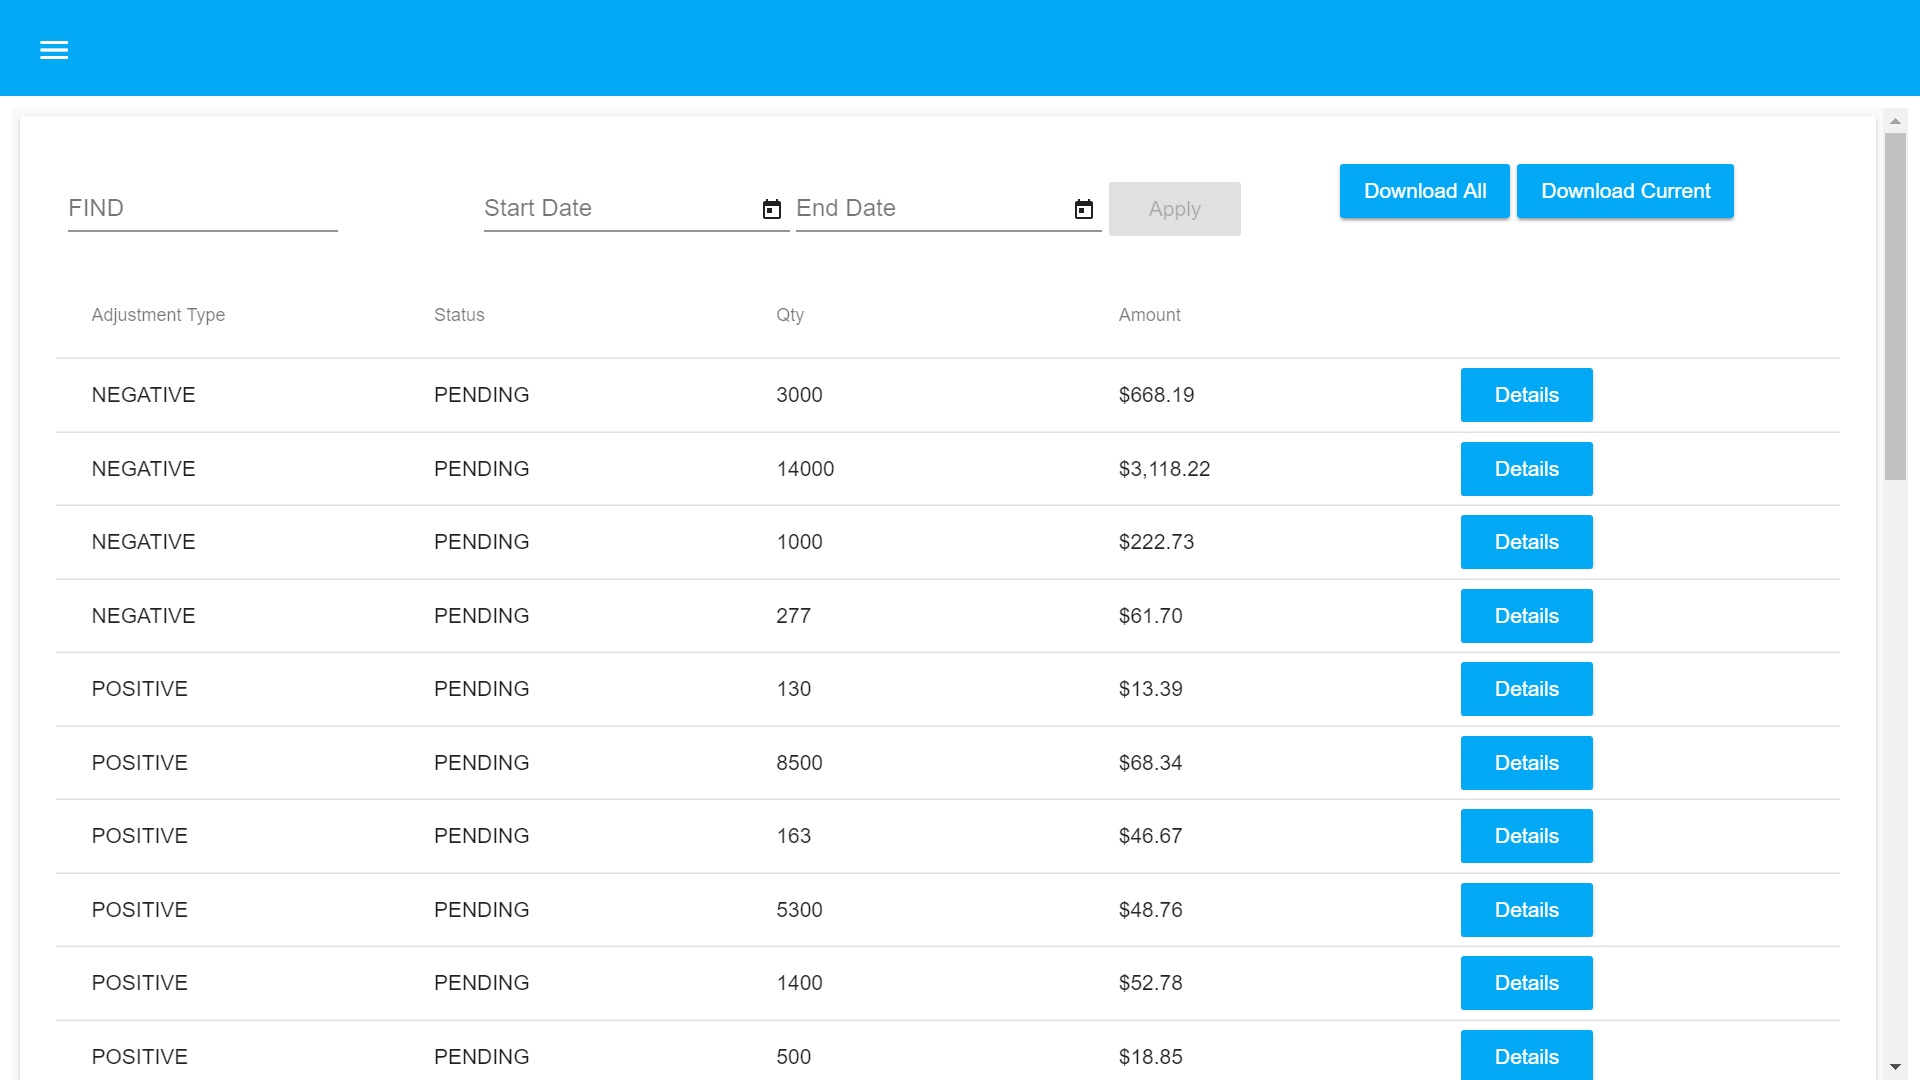 FIND Start Date End Date Apply Download All Download Current
Adjustment Type Status Qty Amount
NEGATIVE PENDING 3000 $668.19 Details
NEGATIVE PENDING 14000 $3,118.22 Details
NEGATIVE PENDING 1000 $222.73 Details
NEGATIVE PENDING 277 $61.70 Details
POSITIVE PENDING 130 $13.39 Details
POSITIVE PENDING 8500 $68.34 Details
POSITIVE PENDING 163 $46.67 Details
POSITIVE PENDING 5300 $48.76 Details
POSITIVE PENDING 1400 $52.78 Details
POSITIVE PENDING 500 $18.85 Details